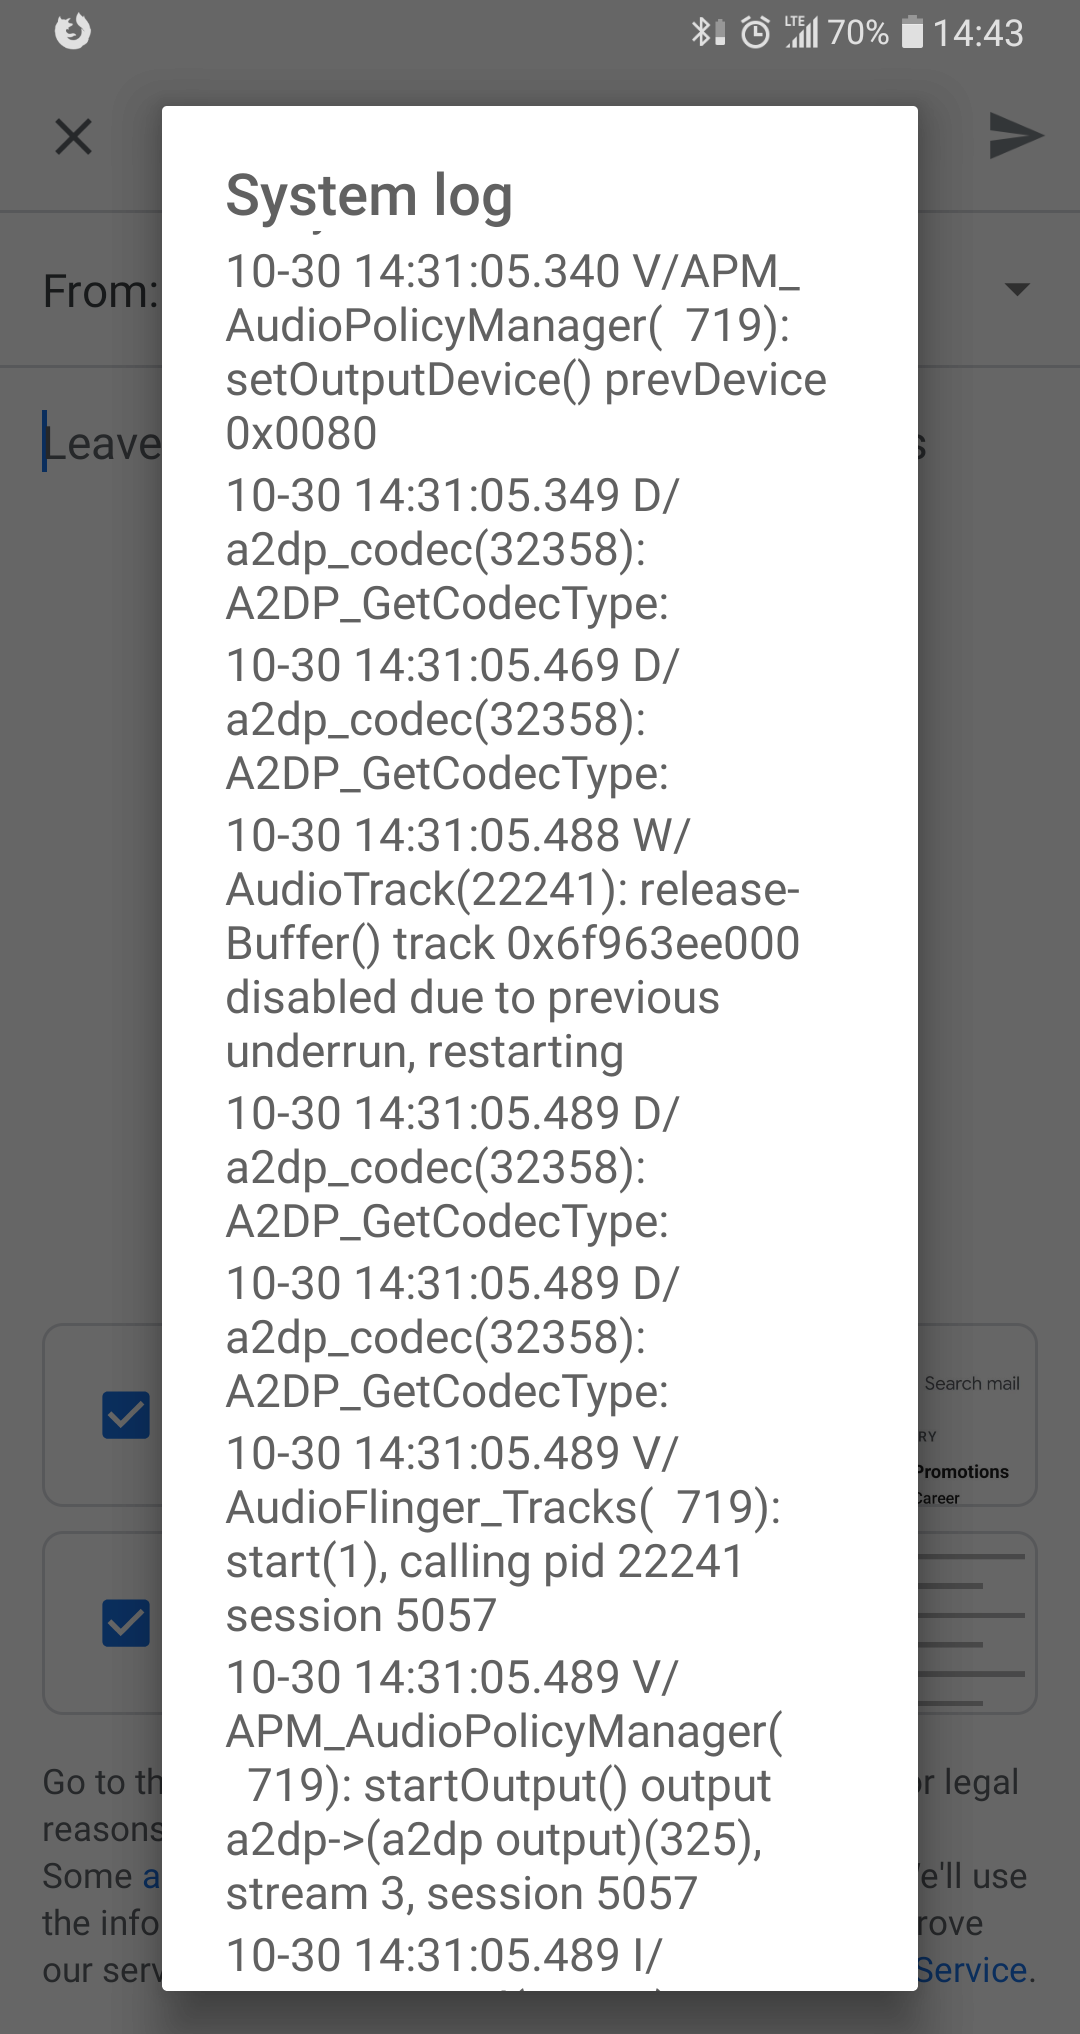 LTE 70% 14:43
System log
10-30 14:31:05.340 V/APM_
AudioPolicyManager(  719):
setOutputDevice() prevDevice
0x0080
10-30 14:31:05.349 D/
a2dp_codec(32358):
A2DP_GetCodecType:
10-30 14:31:05.469 D/
a2dp_codec(32358):
A2DP_GetCodecType:
10-30 14:31:05.488 W/
AudioTrack(22241): release-
Buffer() track 0x6f963ee000
disabled due to previous
underrun, restarting
10-30 14:31:05.489 D/
a2dp_codec(32358):
A2DP_GetCodecType:
10-30 14:31:05.489 D/
a2dp_codec(32358):
A2DP_GetCodecType:
10-30 14:31:05.489 V/
AudioFlinger_Tracks(  719):
start(1), calling pid 22241
session 5057
10-30 14:31:05.489 V/
APM_AudioPolicyManager(
  719): startOutput() output
a2dp->(a2dp output)(325),
stream 3, session 5057
10-30 14:31:05.489 I/
From:
Leave
Search mail
Promotions
Career
Go to
legal
reasons
Some
use
the info
our
Service.